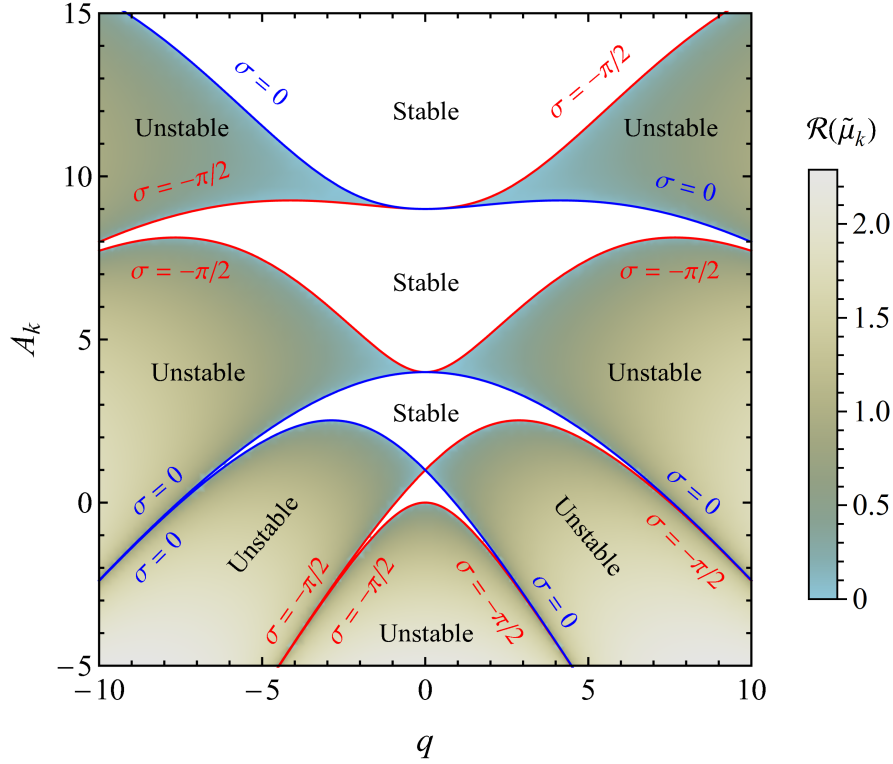 15
10
5
0
−5
−10
−5
0
5
10
A_k
q
σ = 0
σ = −π/2
Stable
Unstable
Unstable
σ = −π/2
σ = 0
σ = −π/2
σ = −π/2
Stable
Unstable
Unstable
Stable
σ = 0
σ = 0
σ = 0
σ = −π/2
Unstable
Unstable
σ = −π/2
σ = −π/2
σ = −π/2
σ = 0
Unstable
ℛ(μ̃_k)
2.0
1.5
1.0
0.5
0